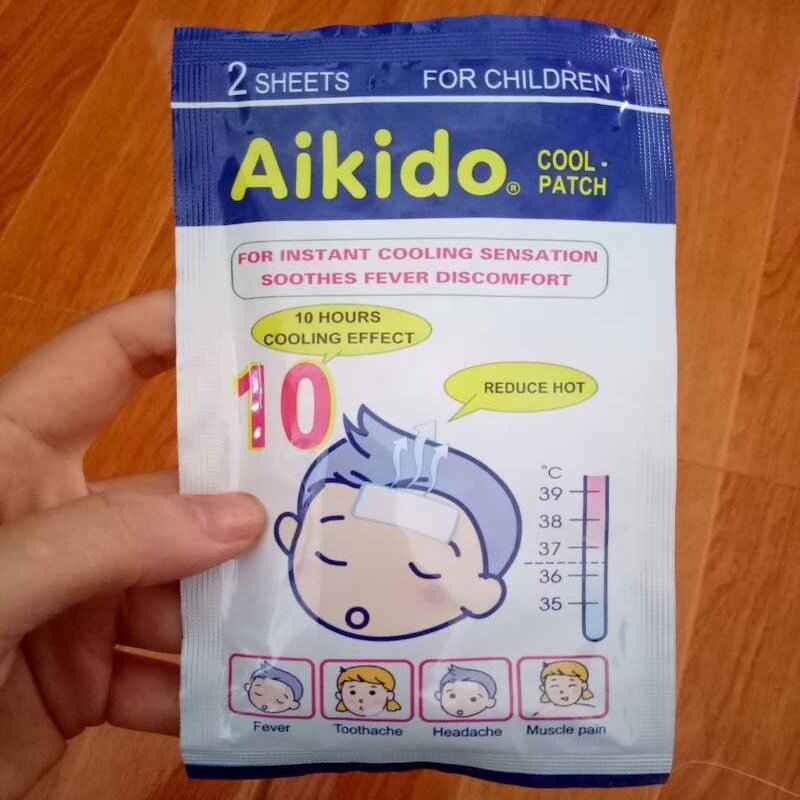 2 SHEETS FOR CHILDREN
Aikido® COOL-
PATCH
FOR INSTANT COOLING SENSATION
SOOTHES FEVER DISCOMFORT
10 HOURS
COOLING EFFECT
10
REDUCE HOT
°C
39
38
37
36
35
Fever Toothache Headache Muscle pain